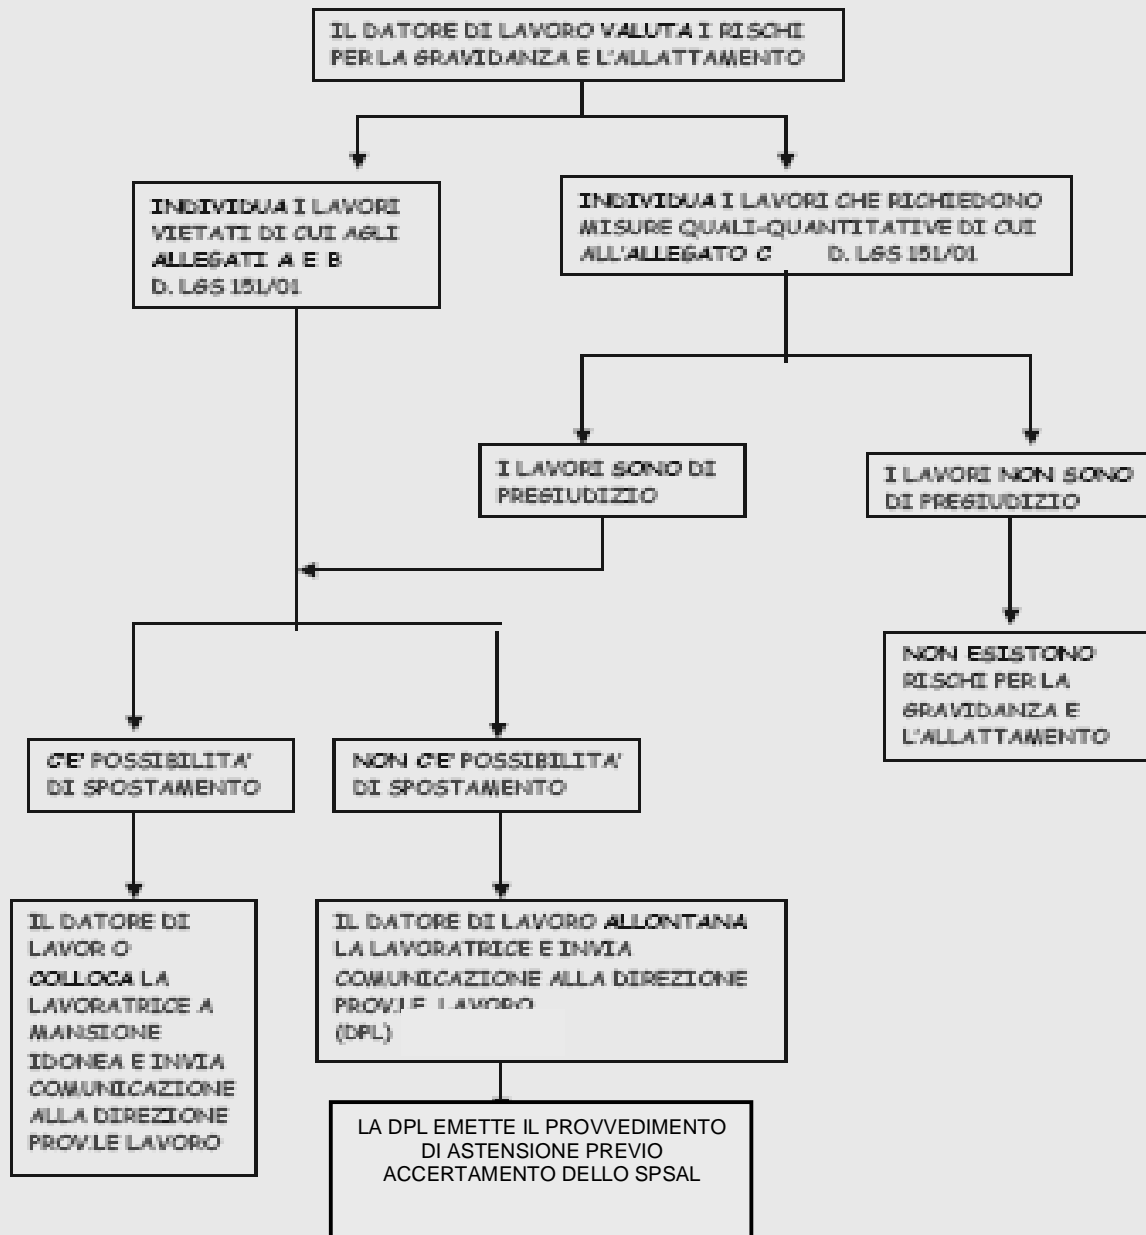 IL DATORE DI LAVORO VALUTA I RISCHI
PER LA GRAVIDANZA E L'ALLATTAMENTO
INDIVIDUA I LAVORI
VIETATI DI CUI AGLI
ALLEGATI A E B
D. LGS 151/01
INDIVIDUA I LAVORI CHE RICHIEDONO
MISURE QUALI-QUANTITATIVE DI CUI
ALL'ALLEGATO C D. LGS 151/01
I LAVORI SONO DI
PREGIUDIZIO
I LAVORI NON SONO
DI PREGIUDIZIO
NON ESISTONO
RISCHI PER LA
GRAVIDANZA E
L'ALLATTAMENTO
C'E' POSSIBILITA'
DI SPOSTAMENTO
NON C'E' POSSIBILITA'
DI SPOSTAMENTO
IL DATORE DI
LAVOR O
COLLOCA LA
LAVORATRICE A
MANSIONE
IDONEA E INVIA
COMUNICAZIONE
ALLA DIREZIONE
PROV.LE LAVORO
IL DATORE DI LAVORO ALLONTANA
LA LAVORATRICE E INVIA
COMUNICAZIONE ALLA DIREZIONE
PROV.LE LAVORO
(DPL)
LA DPL EMETTE IL PROVVEDIMENTO
DI ASTENSIONE PREVIO
ACCERTAMENTO DELLO SPSAL